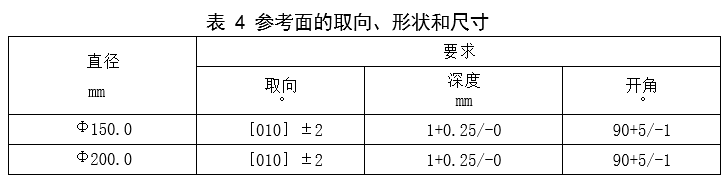 表 4 参考面的取向、形状和尺寸
直径
mm
要求
取向
°
深度
mm
开角
°
Φ150.0 [010] ±2 1+0.25/-0 90+5/-1
Φ200.0 [010] ±2 1+0.25/-0 90+5/-1